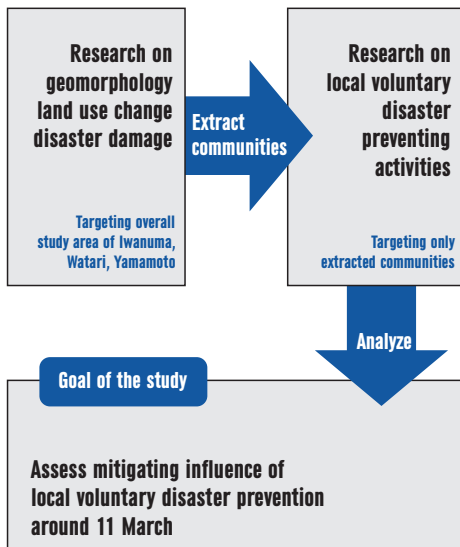 Research on
geomorphology
land use change
disaster damage
Targeting overall
study area of Iwanuma,
Watari, Yamamoto
Extract
communities
Research on
local voluntary
disaster
preventing
activities
Targeting only
extracted communities
Analyze
Goal of the study
Assess mitigating influence of
local voluntary disaster prevention
around 11 March